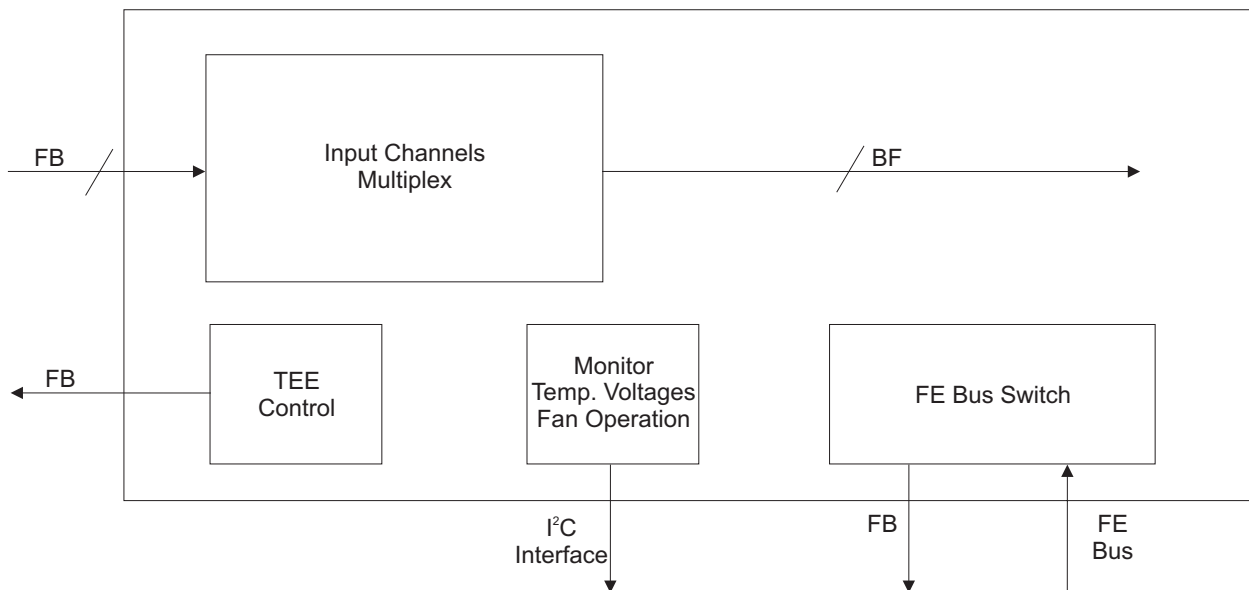 Input Channels
Multiplex
FB
BF
TEE
Control
FB
Monitor
Temp. Voltages
Fan Operation
FE Bus Switch
I²C
Interface
FB
FE
Bus